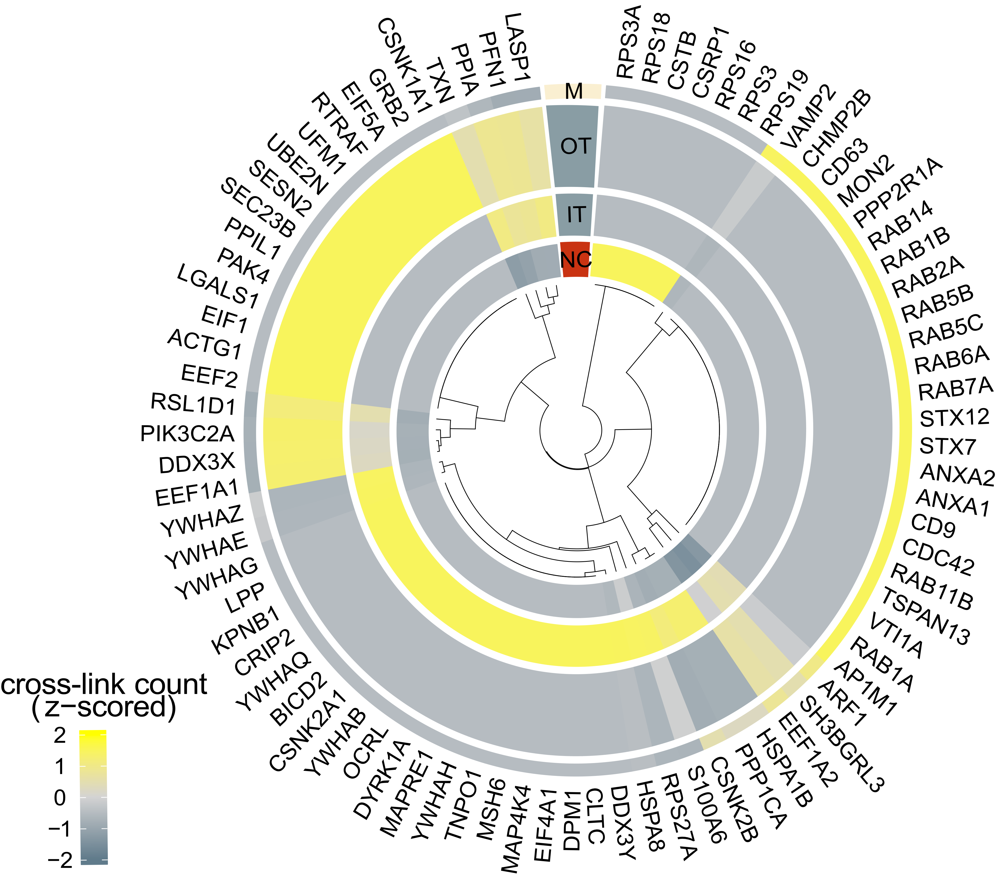 M
OT
IT
NC
RPS3A
RPS18
CSTB
CSRP1
RPS16
RPS3
RPS19
VAMP2
CHMP2B
CD63
MON2
PPP2R1A
RAB14
RAB1B
RAB2A
RAB5B
RAB5C
RAB6A
RAB7A
STX12
STX7
ANXA2
ANXA1
CD9
CDC42
RAB11B
TSPAN13
VTI1A
RAB1A
AP1M1
ARF1
SH3BGRL3
EEF1A2
HSPA1B
PPP1CA
CSNK2B
S100A6
RPS27A
HSPA8
DDX3Y
CLTC
DPM1
EIF4A1
MAP4K4
MSH6
TNPO1
YWHAH
MAPRE1
DYRK1A
OCRL
YWHAB
CSNK2A1
BICD2
YWHAQ
CRIP2
KPNB1
LPP
YWHAG
YWHAE
YWHAZ
EEF1A1
DDX3X
PIK3C2A
RSL1D1
EEF2
ACTG1
EIF1
LGALS1
PAK4
PPIL1
SEC23B
SESN2
UBE2N
UFM1
RTRAF
EIF5A
GRB2
CSNK1A1
TXN
PPIA
PFN1
LASP1
cross-link count
(z−scored)
2
1
0
−1
−2